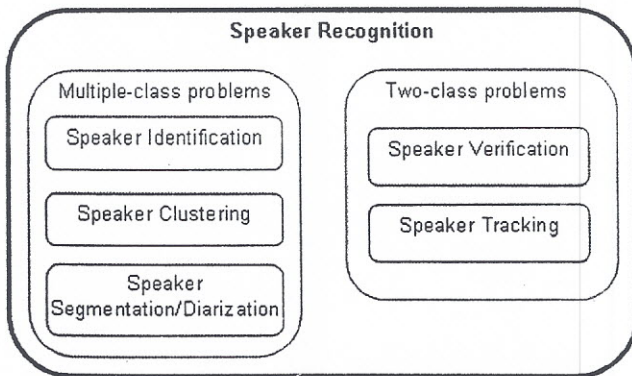 Speaker Recognition
Multiple-class problems
Speaker Identification
Speaker Clustering
Speaker
Segmentation/Diarization
Two-class problems
Speaker Verification
Speaker Tracking